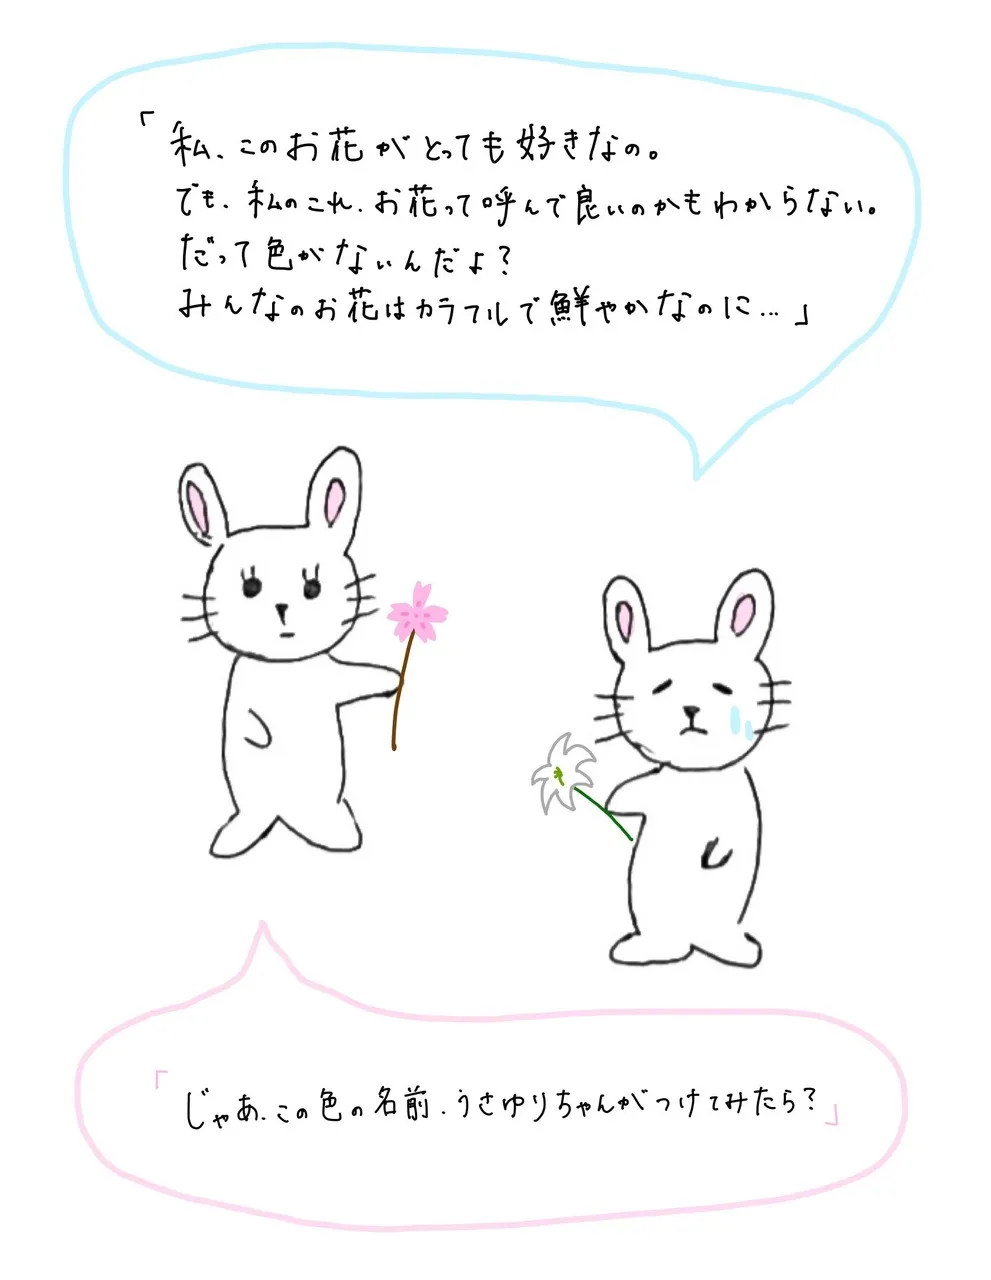 「私、このお花がとっても好きなの。
でも、私のこれ、お花って呼んで良いのかもわからない。
だって色がないんだよ？
みんなのお花はカラフルで鮮やかなのに…」
「じゃあ、この色の名前、うさゆりちゃんがつけてみたら？」